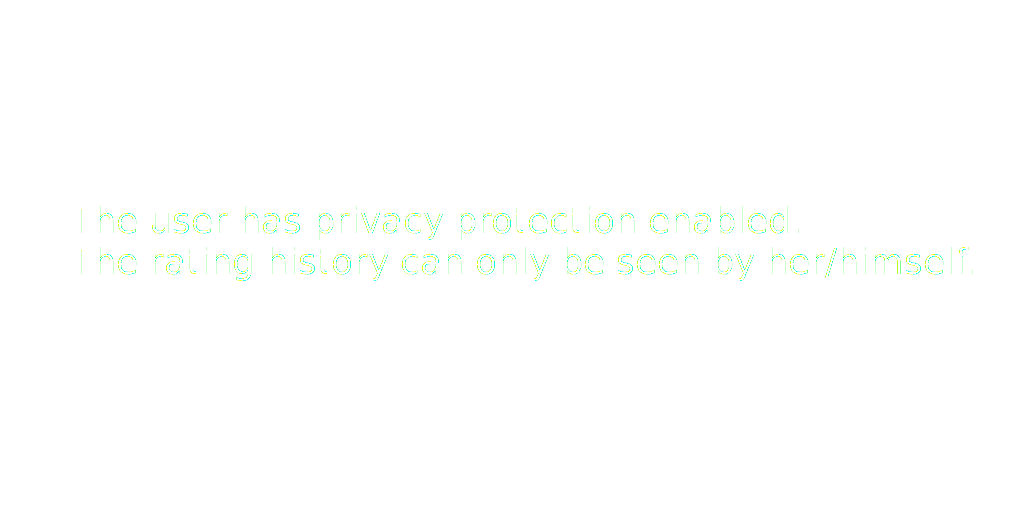 The user has privacy protection enabled.
The rating history can only be seen by her/himself.